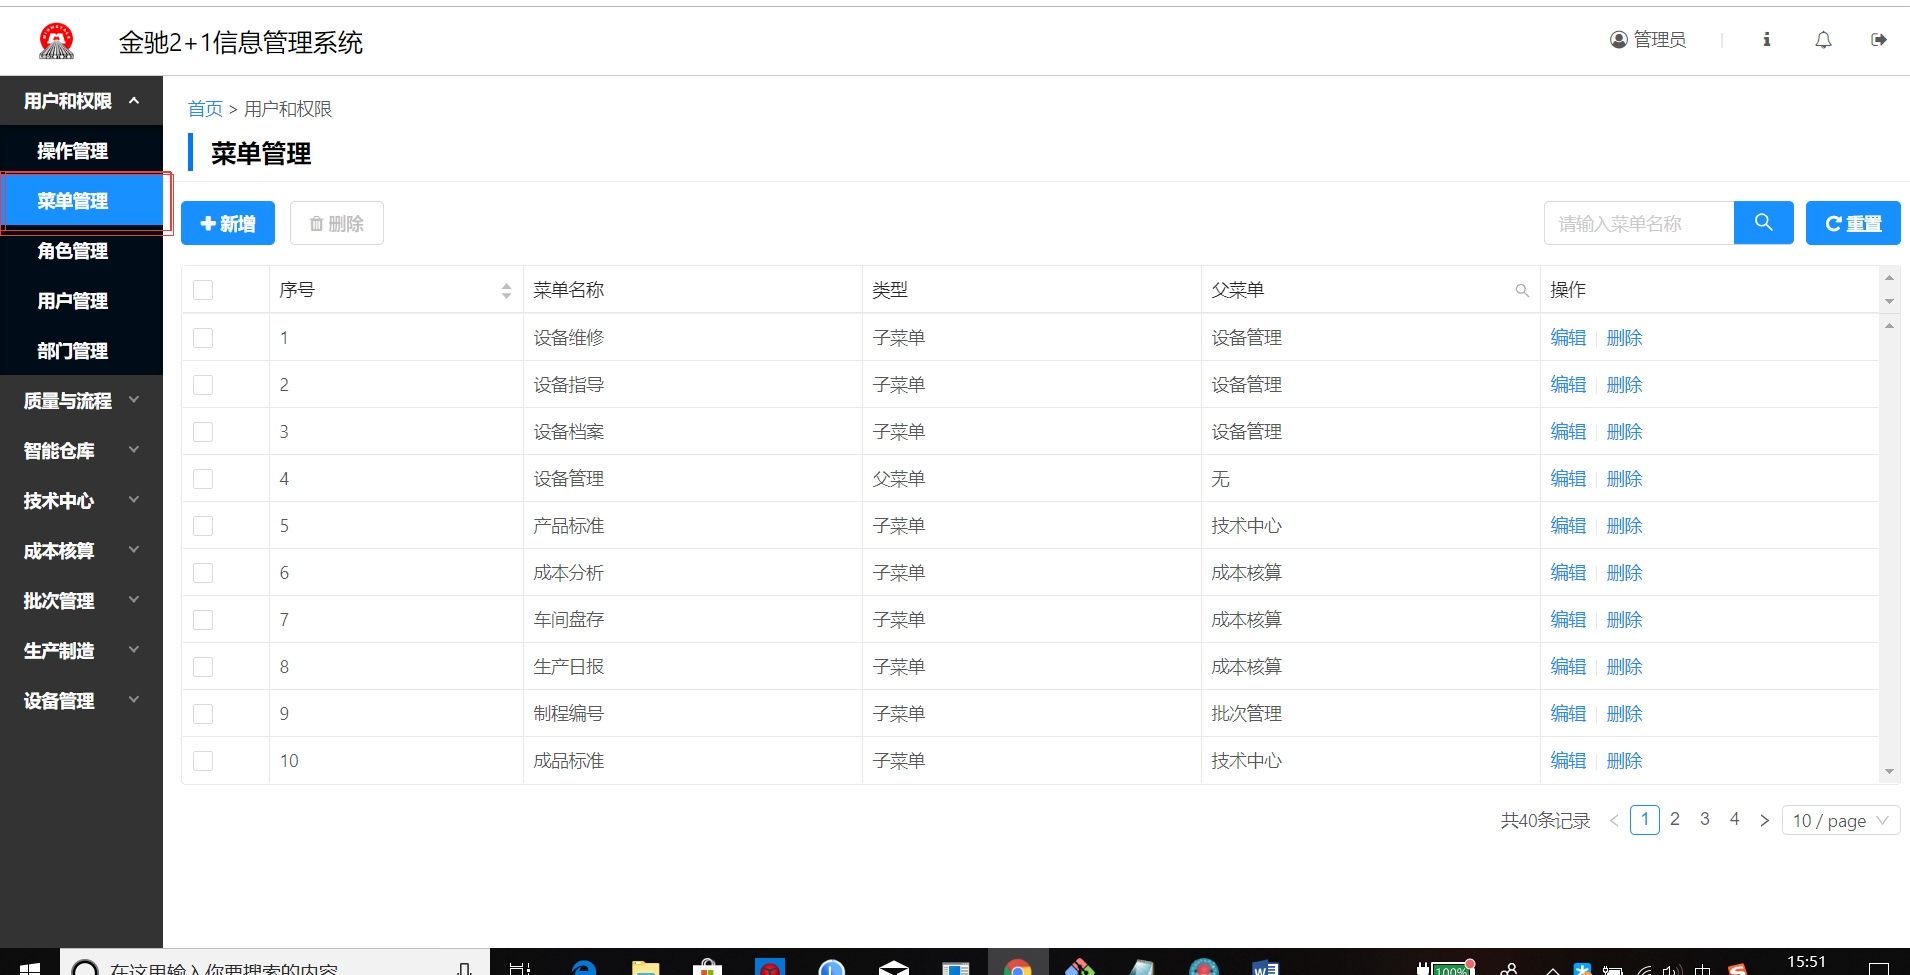 金驰2+1信息管理系统
管理员
用户和权限
操作管理
菜单管理
角色管理
用户管理
部门管理
质量与流程
智能仓库
技术中心
成本核算
批次管理
生产制造
设备管理
首页 > 用户和权限
菜单管理
新增 删除 请输入菜单名称 重置
序号 菜单名称 类型 父菜单 操作
1 设备维修 子菜单 设备管理 编辑 删除
2 设备指导 子菜单 设备管理 编辑 删除
3 设备档案 子菜单 设备管理 编辑 删除
4 设备管理 父菜单 无 编辑 删除
5 产品标准 子菜单 技术中心 编辑 删除
6 成本分析 子菜单 成本核算 编辑 删除
7 车间盘存 子菜单 成本核算 编辑 删除
8 生产日报 子菜单 成本核算 编辑 删除
9 制程编号 子菜单 批次管理 编辑 删除
10 成品标准 子菜单 技术中心 编辑 删除
共40条记录 < 1 2 3 4 > 10 / page
在这里输入你要搜索的内容 100% 中 15:51